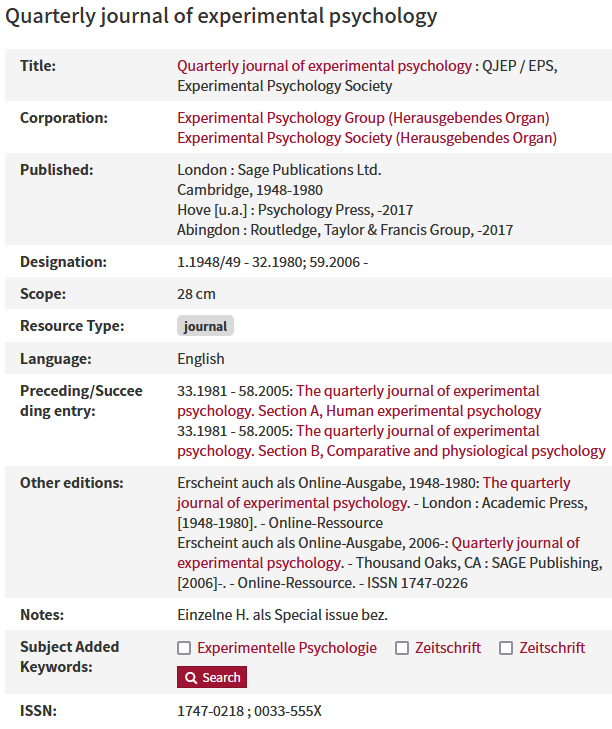 Quarterly journal of experimental psychology
Title: Quarterly journal of experimental psychology : QJEP / EPS,
Experimental Psychology Society
Corporation: Experimental Psychology Group (Herausgebendes Organ)
Experimental Psychology Society (Herausgebendes Organ)
Published: London : Sage Publications Ltd.
Cambridge, 1948-1980
Hove [u.a.] : Psychology Press, -2017
Abingdon : Routledge, Taylor & Francis Group, -2017
Designation: 1.1948/49 - 32.1980; 59.2006 -
Scope: 28 cm
Resource Type: journal
Language: English
Preceding/Succee 33.1981 - 58.2005: The quarterly journal of experimental
ding entry: psychology. Section A, Human experimental psychology
33.1981 - 58.2005: The quarterly journal of experimental
psychology. Section B, Comparative and physiological psychology
Other editions: Erscheint auch als Online-Ausgabe, 1948-1980: The quarterly
journal of experimental psychology. - London : Academic Press,
[1948-1980]. - Online-Ressource
Erscheint auch als Online-Ausgabe, 2006-: Quarterly journal of
experimental psychology. - Thousand Oaks, CA : SAGE Publishing,
[2006]-. - Online-Ressource. - ISSN 1747-0226
Notes: Einzelne H. als Special issue bez.
Subject Added Experimentelle Psychologie Zeitschrift Zeitschrift
Keywords:
Search
ISSN: 1747-0218 ; 0033-555X